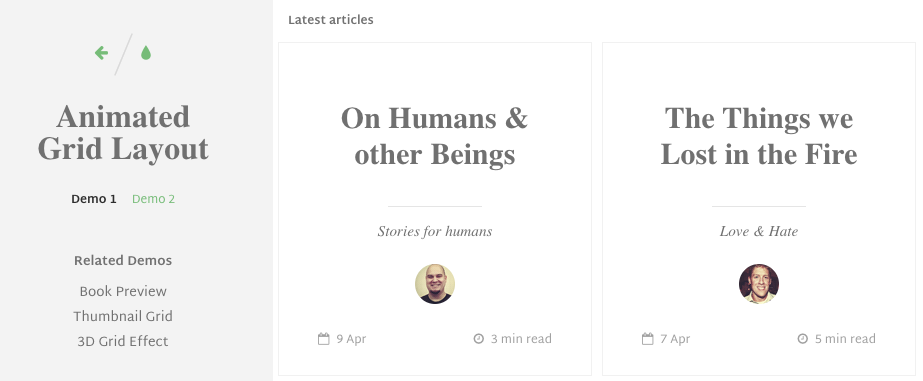 Animated
Grid Layout
Demo 1 Demo 2
Related Demos
Book Preview
Thumbnail Grid
3D Grid Effect
Latest articles
On Humans &
other Beings
Stories for humans
9 Apr 3 min read
The Things we
Lost in the Fire
Love & Hate
7 Apr 5 min read